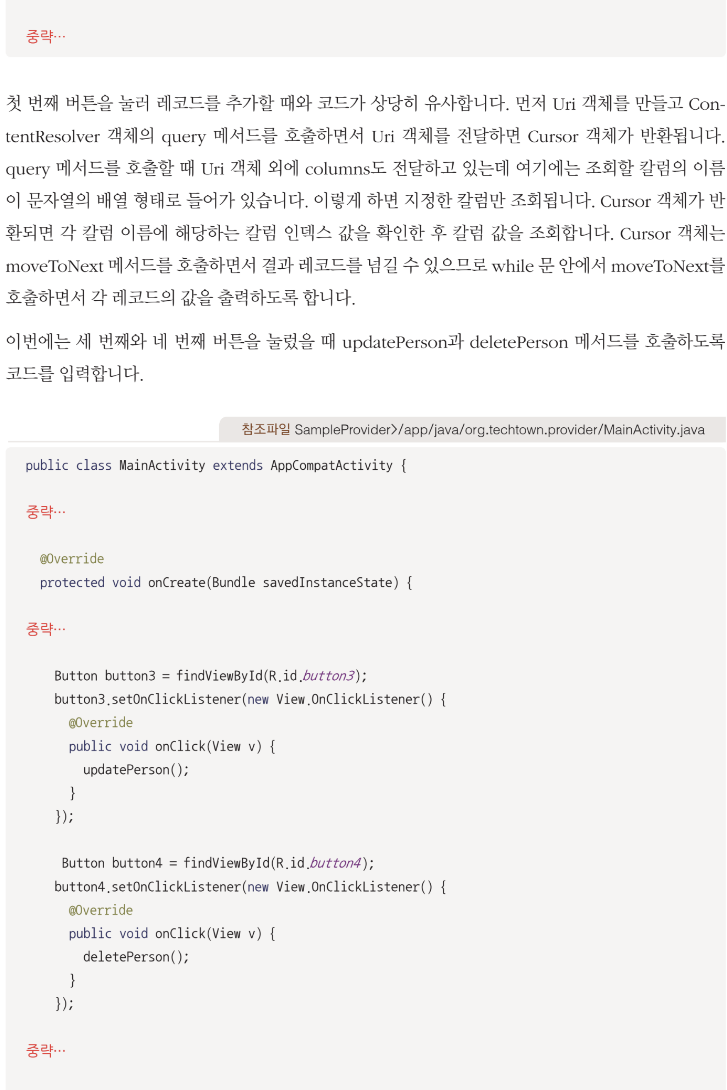 중략…
첫 번째 버튼을 눌러 레코드를 추가할 때와 코드가 상당히 유사합니다. 먼저 Uri 객체를 만들고 Con-
tentResolver 객체의 query 메서드를 호출하면서 Uri 객체를 전달하면 Cursor 객체가 반환됩니다.
query 메서드를 호출할 때 Uri 객체 외에 columns도 전달하고 있는데 여기에는 조회할 칼럼의 이름
이 문자열의 배열 형태로 들어가 있습니다. 이렇게 하면 지정한 칼럼만 조회됩니다. Cursor 객체가 반
환되면 각 칼럼 이름에 해당하는 칼럼 인덱스 값을 확인한 후 칼럼 값을 조회합니다. Cursor 객체는
moveToNext 메서드를 호출하면서 결과 레코드를 넘길 수 있으므로 while 문 안에서 moveToNext를
호출하면서 각 레코드의 값을 출력하도록 합니다.
이번에는 세 번째와 네 번째 버튼을 눌렀을 때 updatePerson과 deletePerson 메서드를 호출하도록
코드를 입력합니다.
참조파일 SampleProvider>/app/java/org.techtown.provider/MainActivity.java
public class MainActivity extends AppCompatActivity {
중략…
@Override
protected void onCreate(Bundle savedInstanceState) {
중략…
Button button3 = findViewById(R.id.button3);
button3.setOnClickListener(new View.OnClickListener() {
@Override
public void onClick(View v) {
updatePerson();
}
});
Button button4 = findViewById(R.id.button4);
button4.setOnClickListener(new View.OnClickListener() {
@Override
public void onClick(View v) {
deletePerson();
}
});
중략…